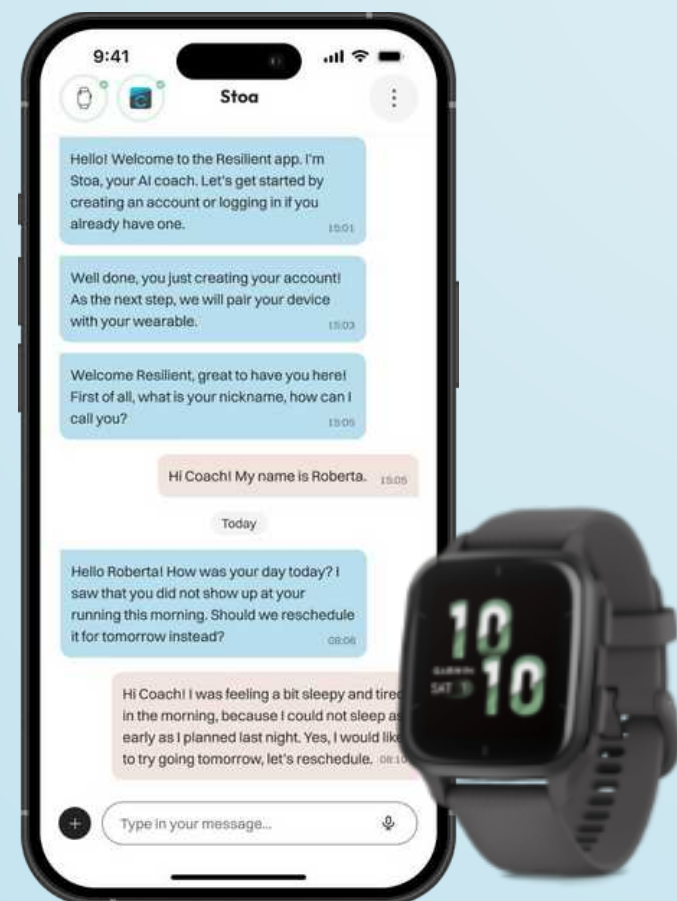 9:41
Stoa
Hello! Welcome to the Resilient app. I'm
Stoa, your AI coach. Let's get started by
creating an account or logging in if you
already have one.
15:01
Well done, you just creating your account!
As the next step, we will pair your device
with your wearable.
15:03
Welcome Resilient, great to have you here!
First of all, what is your nickname, how can I
call you?
15:05
Hi Coach! My name is Roberta.
15:05
Today
Hello Roberta! How was your day today? I
saw that you did not show up at your
running this morning. Should we reschedule
it for tomorrow instead?
08:06
Hi Coach! I was feeling a bit sleepy and tired
in the morning, because I could not sleep as
early as I planned last night. Yes, I would like
to try going tomorrow, let's reschedule.
08:10
Type in your message...
10
GARMIN
SAT
10